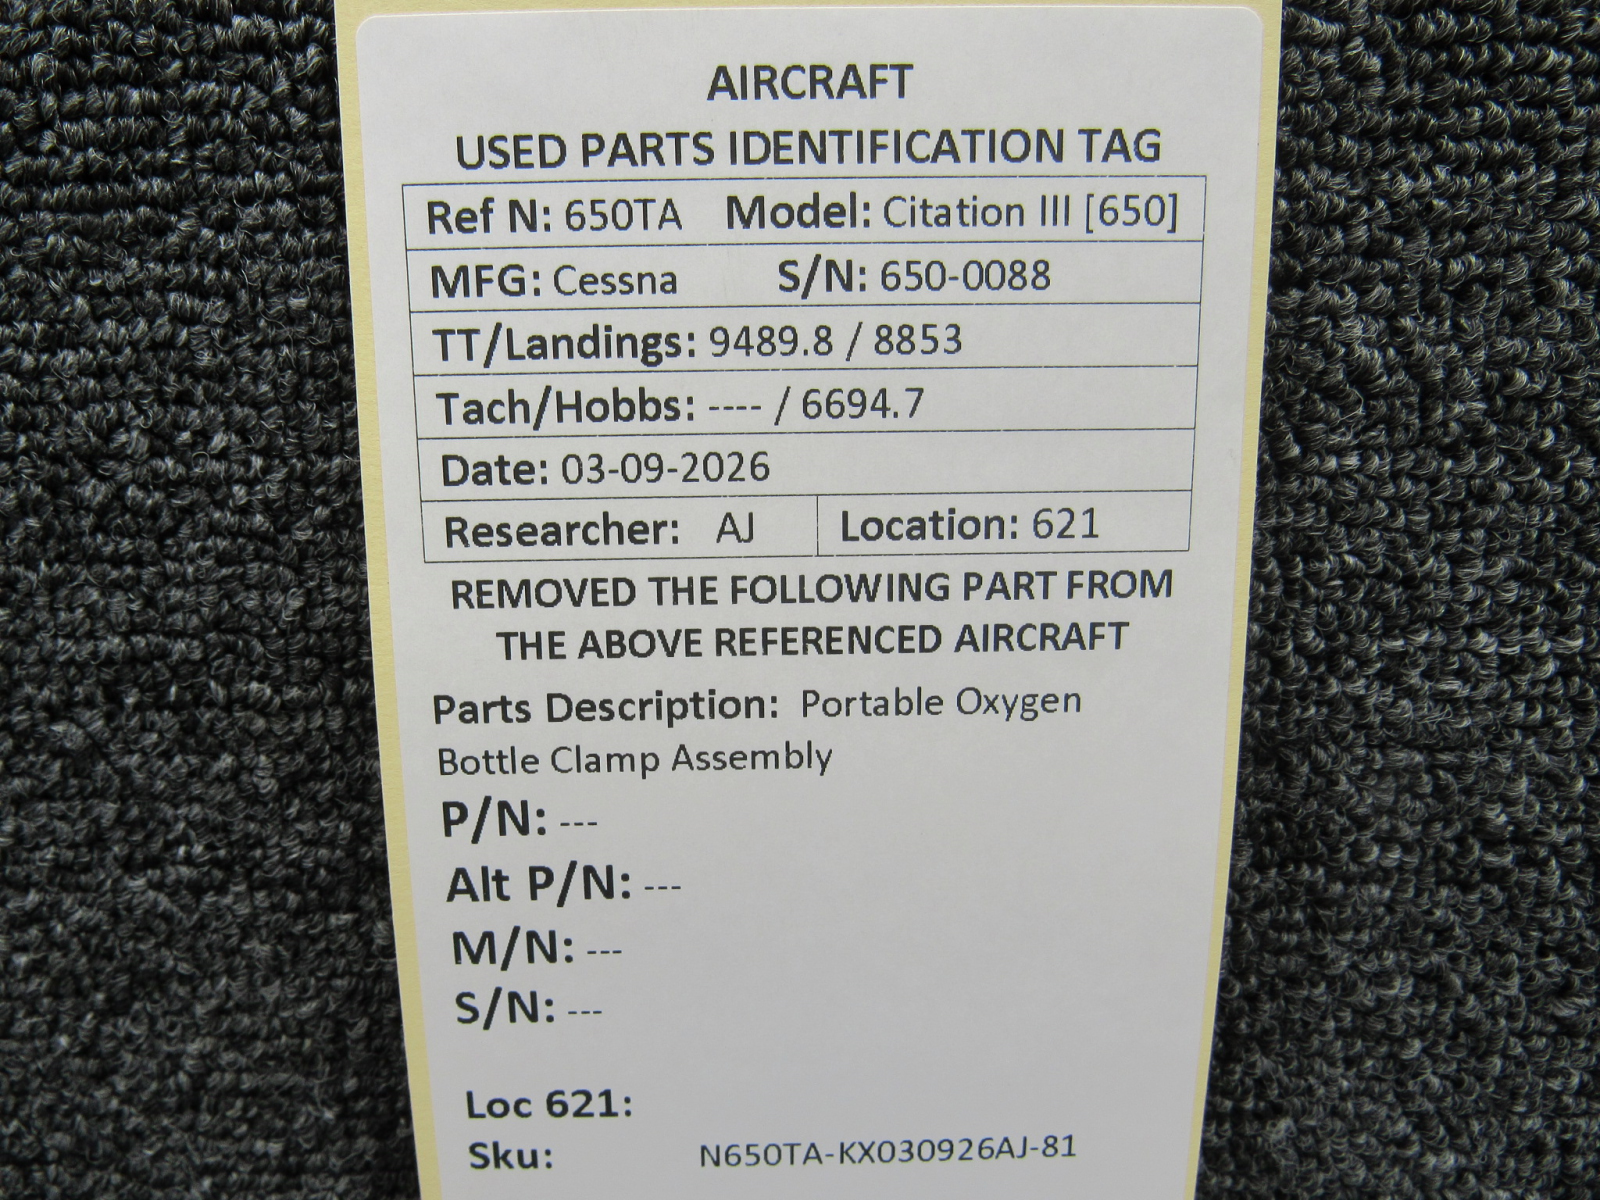 AIRCRAFT
USED PARTS IDENTIFICATION TAG
Ref N: 650TA Model: Citation III [650]
MFG: Cessna S/N: 650-0088
TT/Landings: 9489.8 / 8853
Tach/Hobbs: ---- / 6694.7
Date: 03-09-2026
Researcher: AJ Location: 621
REMOVED THE FOLLOWING PART FROM
THE ABOVE REFERENCED AIRCRAFT
Parts Description: Portable Oxygen
Bottle Clamp Assembly
P/N: ---
Alt P/N: ---
M/N: ---
S/N: ---
Loc 621:
Sku: N650TA-KX030926AJ-81